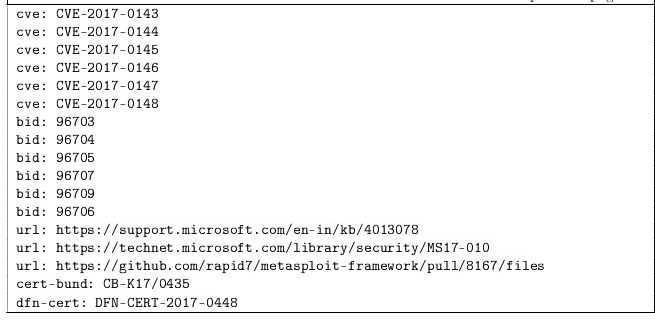 cve: CVE-2017-0143
cve: CVE-2017-0144
cve: CVE-2017-0145
cve: CVE-2017-0146
cve: CVE-2017-0147
cve: CVE-2017-0148
bid: 96703
bid: 96704
bid: 96705
bid: 96707
bid: 96709
bid: 96706
url: https://support.microsoft.com/en-in/kb/4013078
url: https://technet.microsoft.com/library/security/MS17-010
url: https://github.com/rapid7/metasploit-framework/pull/8167/files
cert-bund: CB-K17/0435
dfn-cert: DFN-CERT-2017-0448